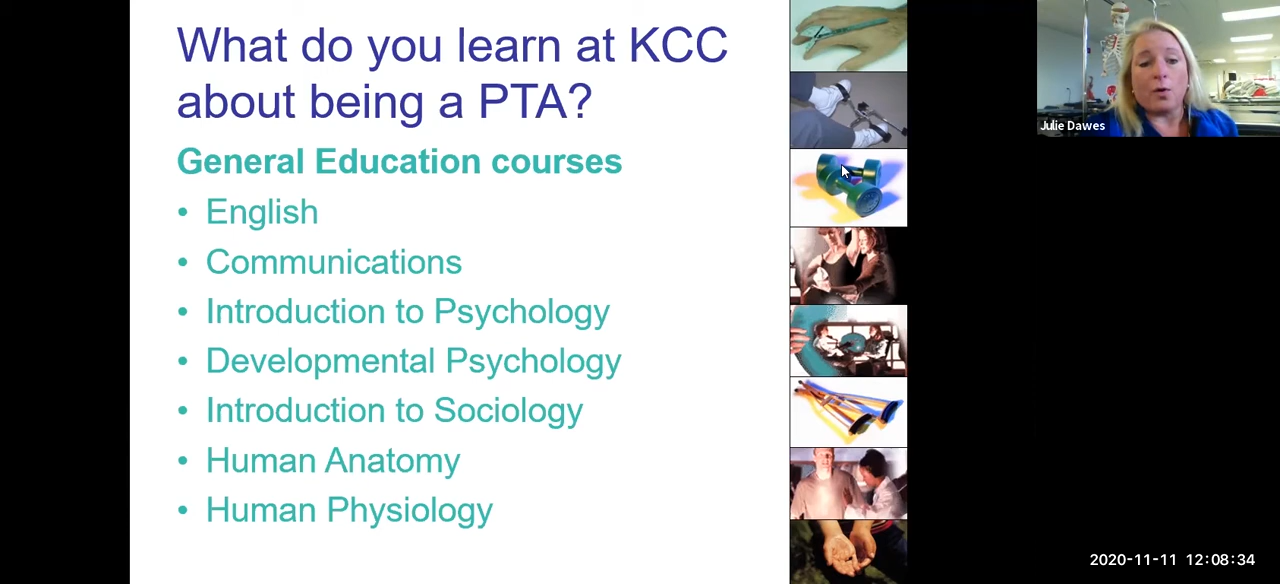 What do you learn at KCC
about being a PTA?
General Education courses
• English
• Communications
• Introduction to Psychology
• Developmental Psychology
• Introduction to Sociology
• Human Anatomy
• Human Physiology
Julie Dawes
2020-11-11 12:08:34